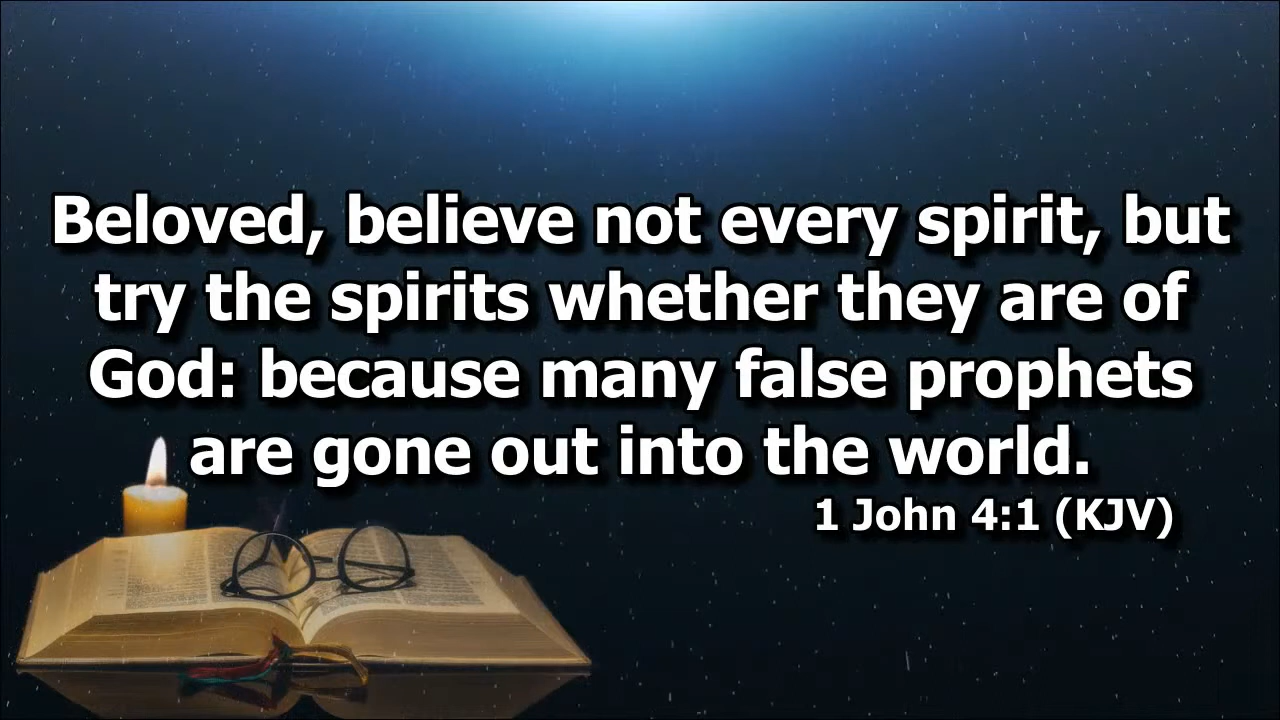 Beloved, believe not every spirit, but
try the spirits whether they are of
God: because many false prophets
are gone out into the world.
1 John 4:1 (KJV)